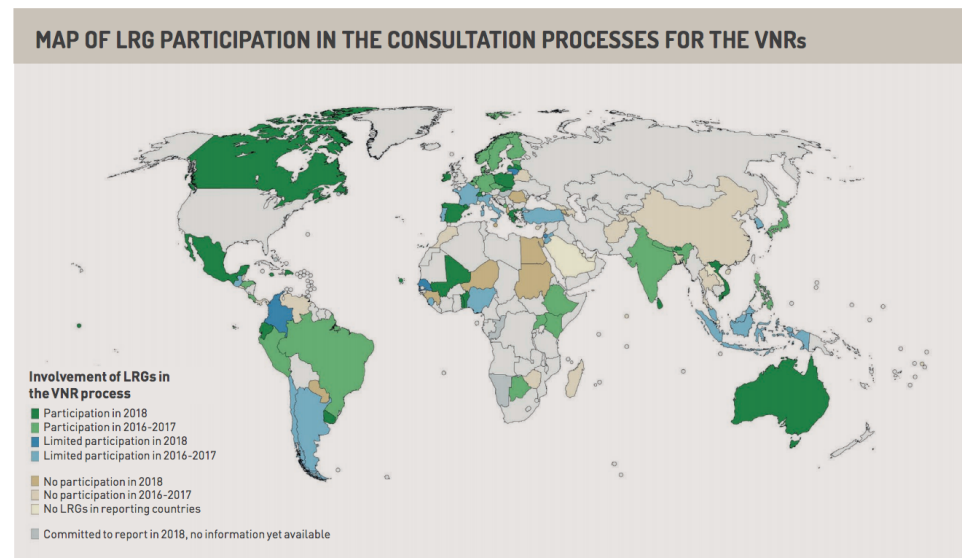 MAP OF LRG PARTICIPATION IN THE CONSULTATION PROCESSES FOR THE VNRs
Involvement of LRGs in
the VNR process
Participation in 2018
Participation in 2016-2017
Limited participation in 2018
Limited participation in 2016-2017
No participation in 2018
No participation in 2016-2017
No LRGs in reporting countries
Committed to report in 2018, no information yet available